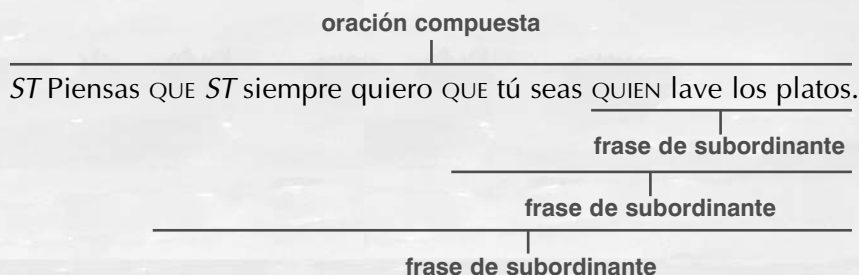 oración compuesta
ST Piensas QUE ST siempre quiero QUE tú seas QUIEN lave los platos.
frase de subordinante
frase de subordinante
frase de subordinante